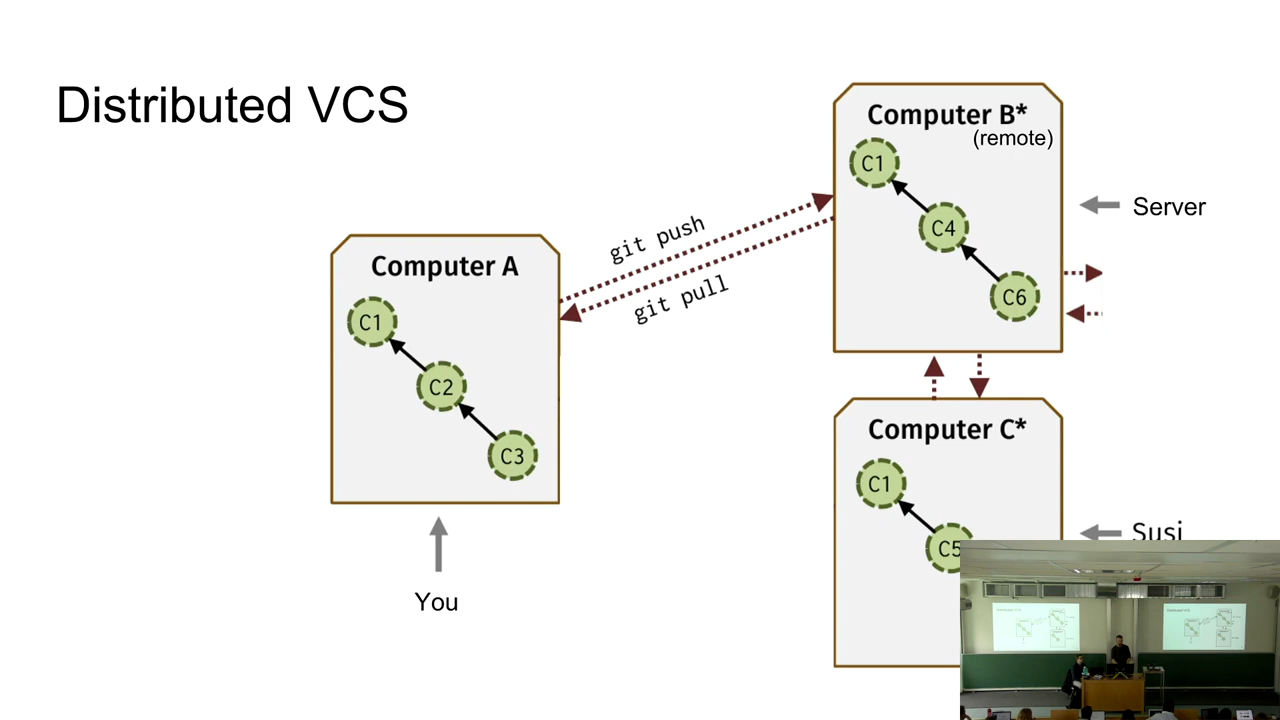 Distributed VCS
Computer B*
(remote)
C1
C4
C6
Server
git push
git pull
Computer A
C1
C2
C3
You
Computer C*
C1
C5
Susi